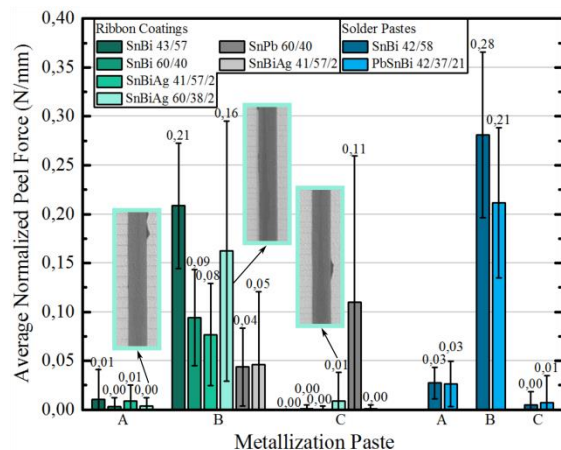 Ribbon Coatings
SnBi 43/57
SnBi 60/40
SnBiAg 41/57/2
SnBiAg 60/38/2
SnPb 60/40
SnBiAg 41/57/2
Solder Pastes
SnBi 42/58
PbSnBi 42/37/21
Average Normalized Peel Force (N/mm)
0,40
0,35
0,30
0,25
0,20
0,15
0,10
0,05
0,00
0,01
0,00
0,01
0,00
0,21
0,09
0,08
0,16
0,04
0,05
0,00
0,00
0,00
0,01
0,11
0,00
0,03
0,03
0,28
0,21
0,00
0,01
A B C A B C
Metallization Paste